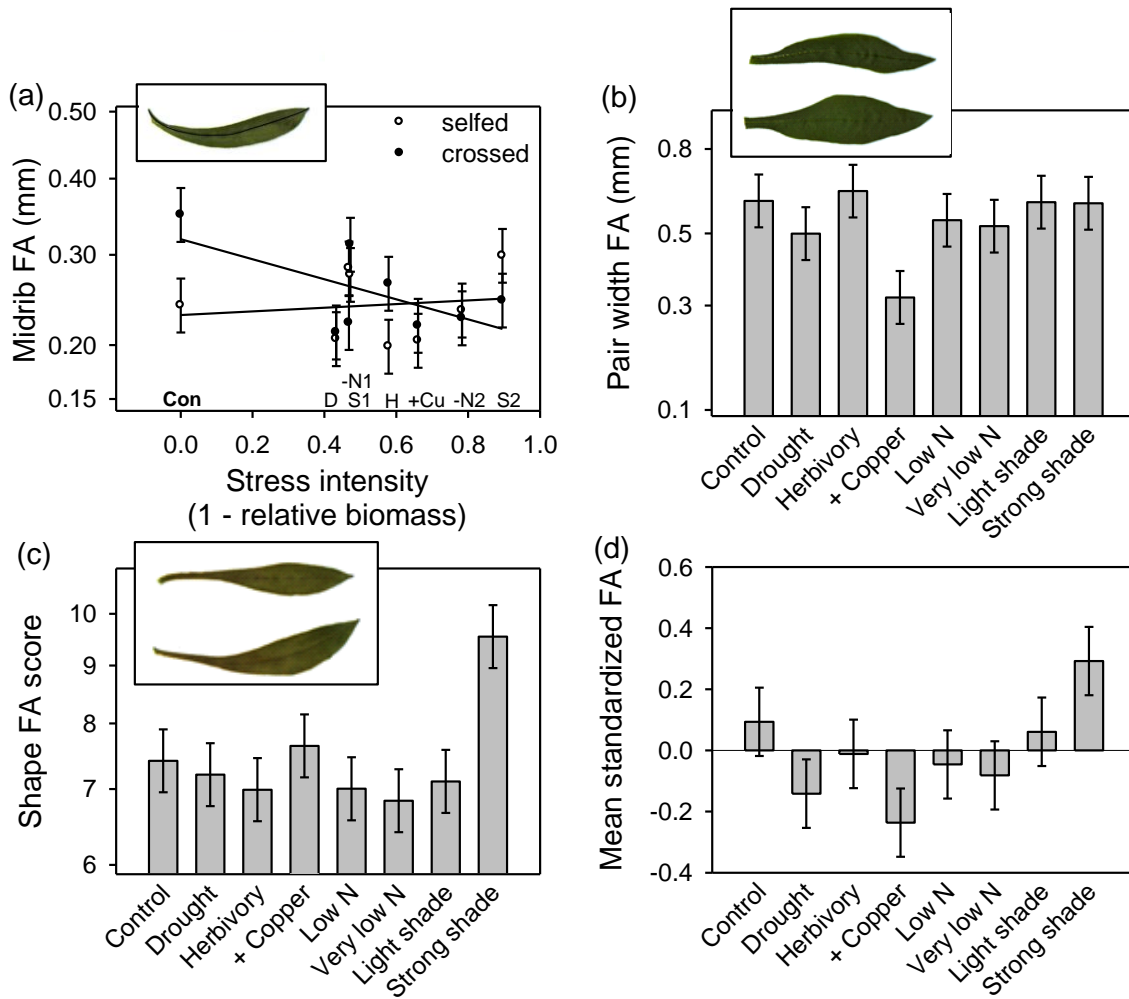 (a)
0.50
0.40
0.30
0.20
0.15
Midrib FA (mm)
selfed
crossed
Con
D
-N1
S1
H
+Cu
-N2
S2
0.0 0.2 0.4 0.6 0.8 1.0
Stress intensity
(1 - relative biomass)
(b)
0.8
0.5
0.3
0.1
Pair width FA (mm)
Control
Drought
Herbivory
+ Copper
Low N
Very low N
Light shade
Strong shade
(c)
10
9
8
7
6
Shape FA score
Control
Drought
Herbivory
+ Copper
Low N
Very low N
Light shade
Strong shade
(d)
0.6
0.4
0.2
0.0
-0.2
-0.4
Mean standardized FA
Control
Drought
Herbivory
+ Copper
Low N
Very low N
Light shade
Strong shade